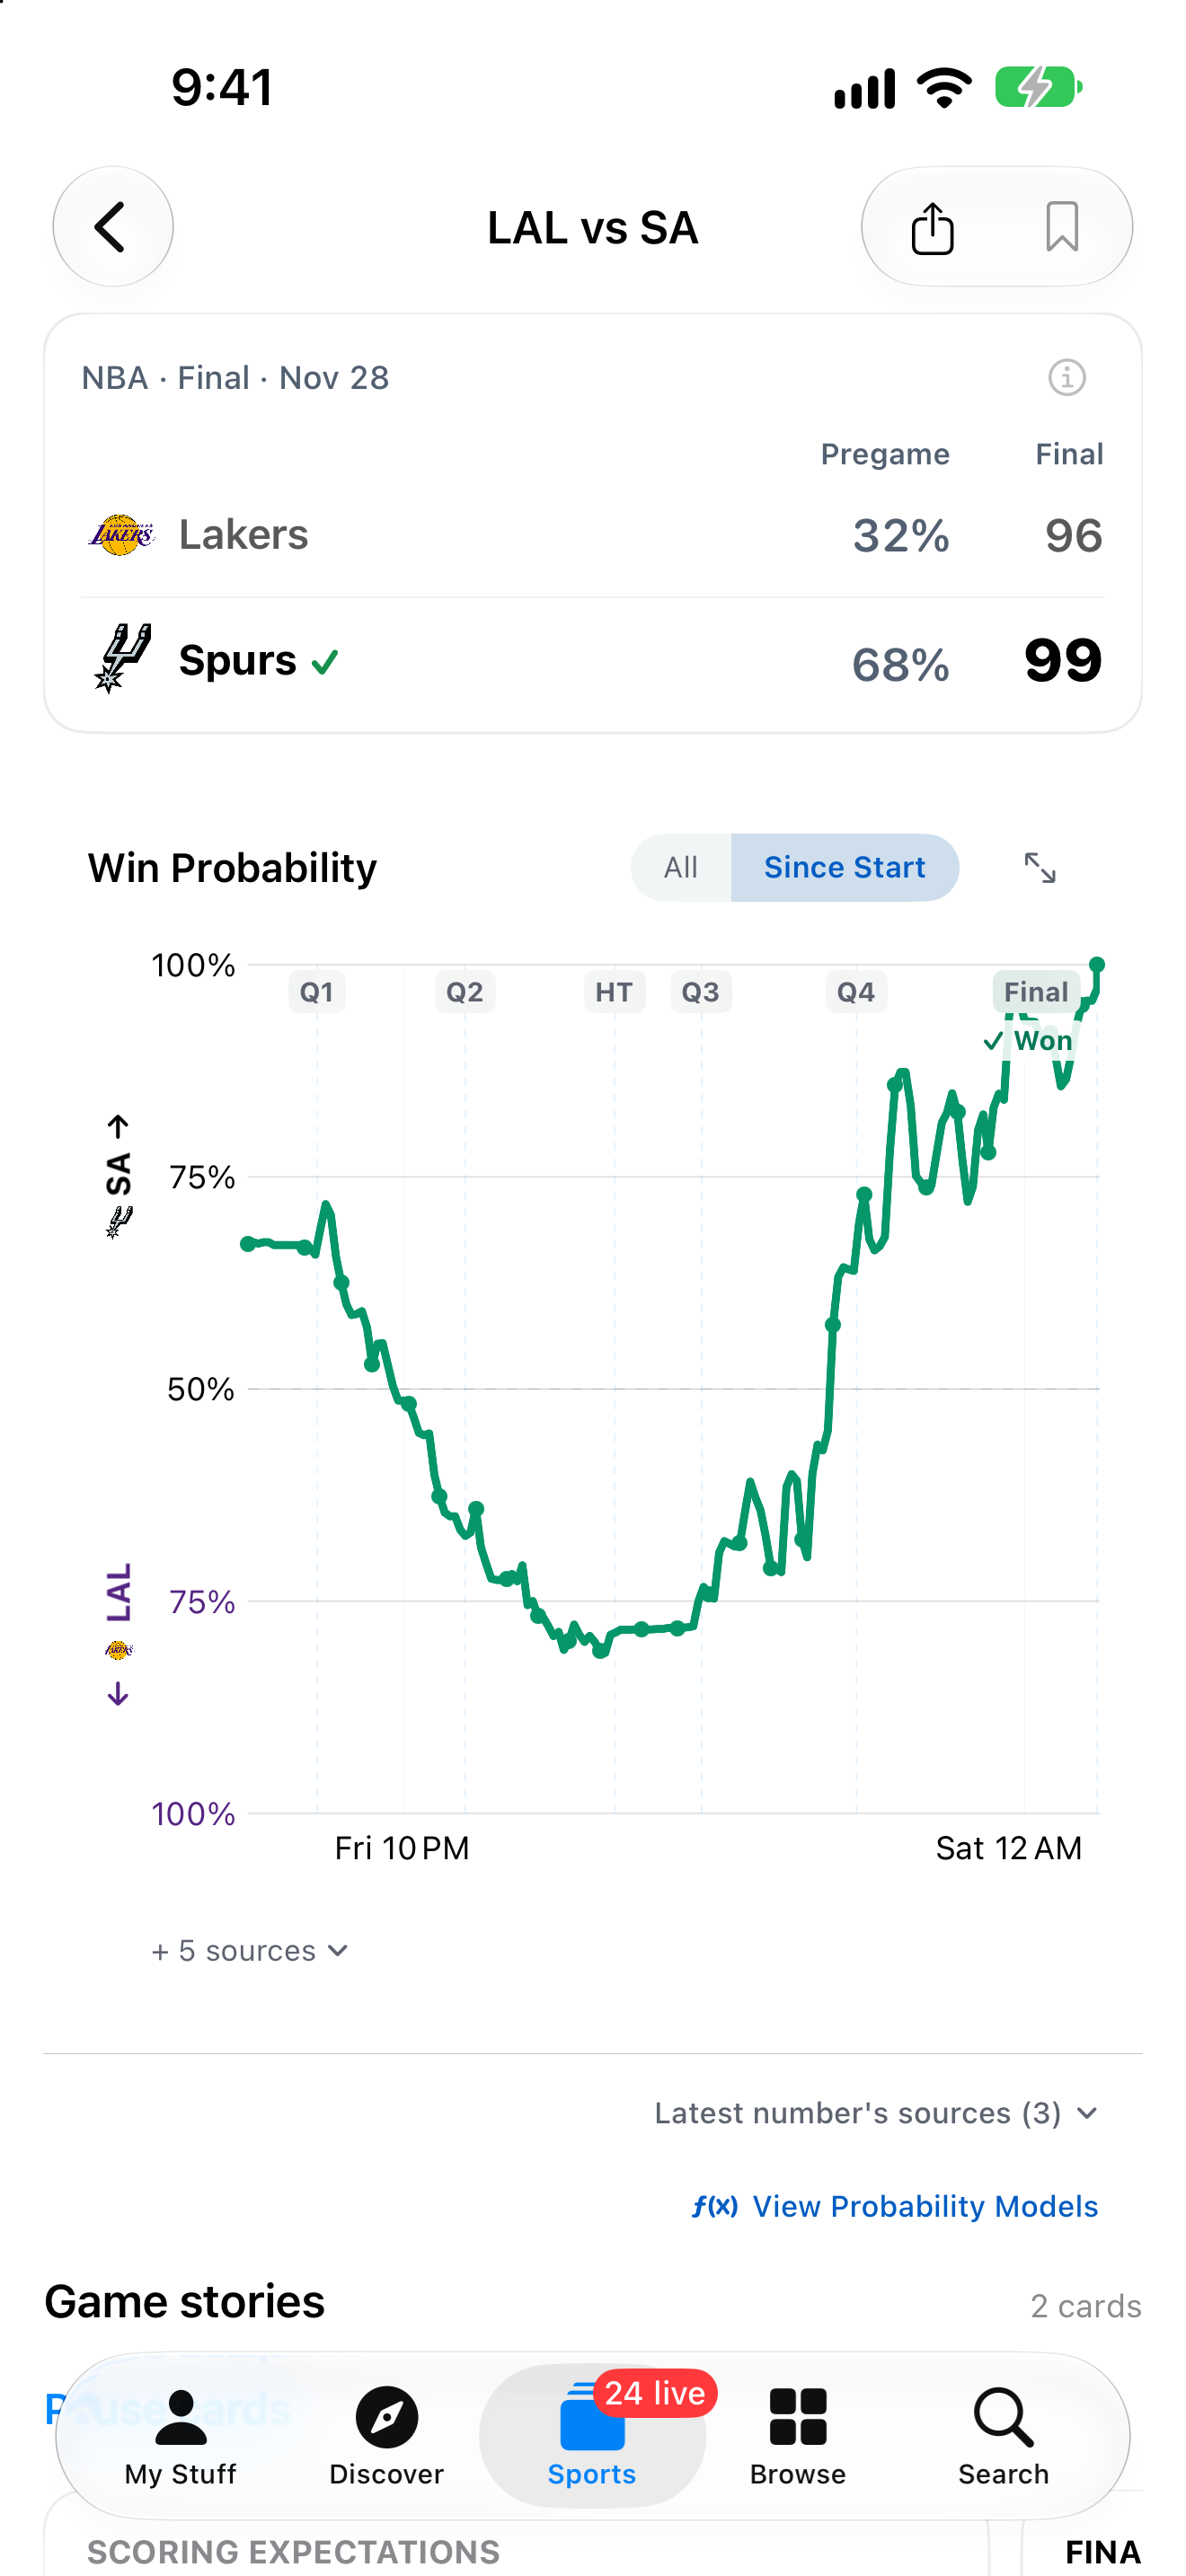 9:41
LAL vs SA
NBA · Final · Nov 28
Pregame Final
Lakers 32% 96
Spurs ✓ 68% 99
Win Probability All Since Start
100%
Q1 Q2 HT Q3 Q4 Final
✓ Won
SA
75%
50%
LAL
75%
100%
Fri 10 PM Sat 12 AM
+ 5 sources
Latest number's sources (3)
f(x) View Probability Models
Game stories 2 cards
Pause cards
24 live
My Stuff Discover Sports Browse Search
SCORING EXPECTATIONS FINA